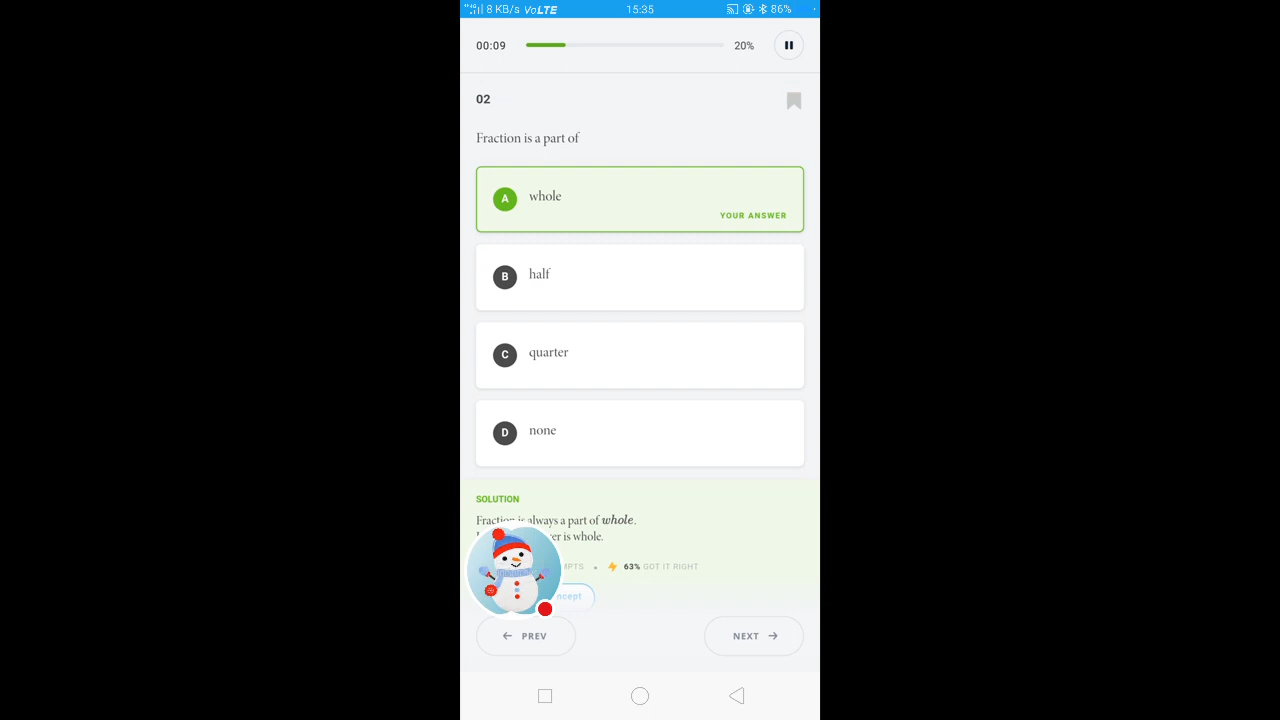 8 KB/s VoLTE 15:35 86%
00:09 20%
02
Fraction is a part of
A whole
YOUR ANSWER
B half
C quarter
D none
SOLUTION
Fraction is always a part of whole.
is whole.
63% GOT IT RIGHT
PREV NEXT